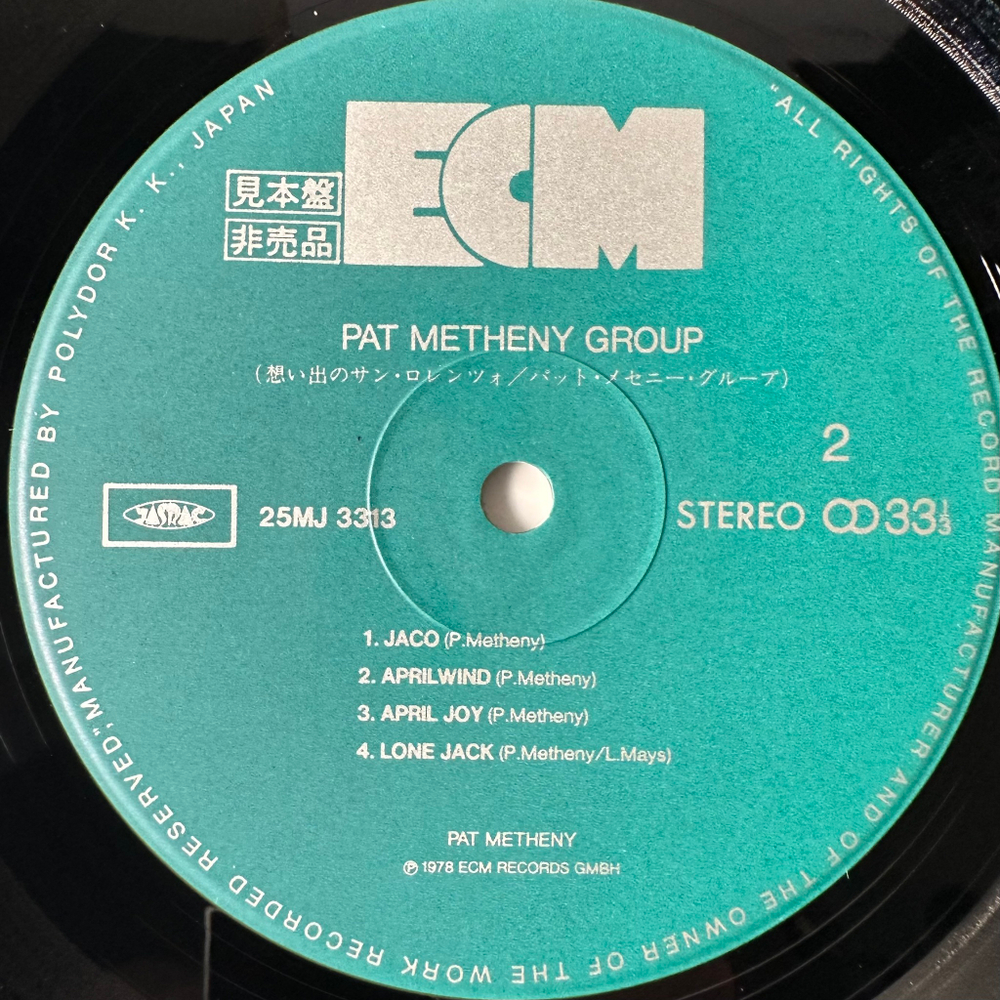 ECM
見本盤
非売品
PAT METHENY GROUP
(想い出のサン・ロレンツォ/パット・メセニー・グループ)
2
JASRAC
25MJ 3313
STEREO 33 1/3
1. JACO (P.Metheny)
2. APRILWIND (P.Metheny)
3. APRIL JOY (P.Metheny)
4. LONE JACK (P.Metheny/L.Mays)
PAT METHENY
℗ 1978 ECM RECORDS GMBH
"ALL RIGHTS OF THE RECORD MANUFACTURER AND OF THE OWNER OF THE WORK RECORDED RESERVED", MANUFACTURED BY POLYDOR K. K., JAPAN